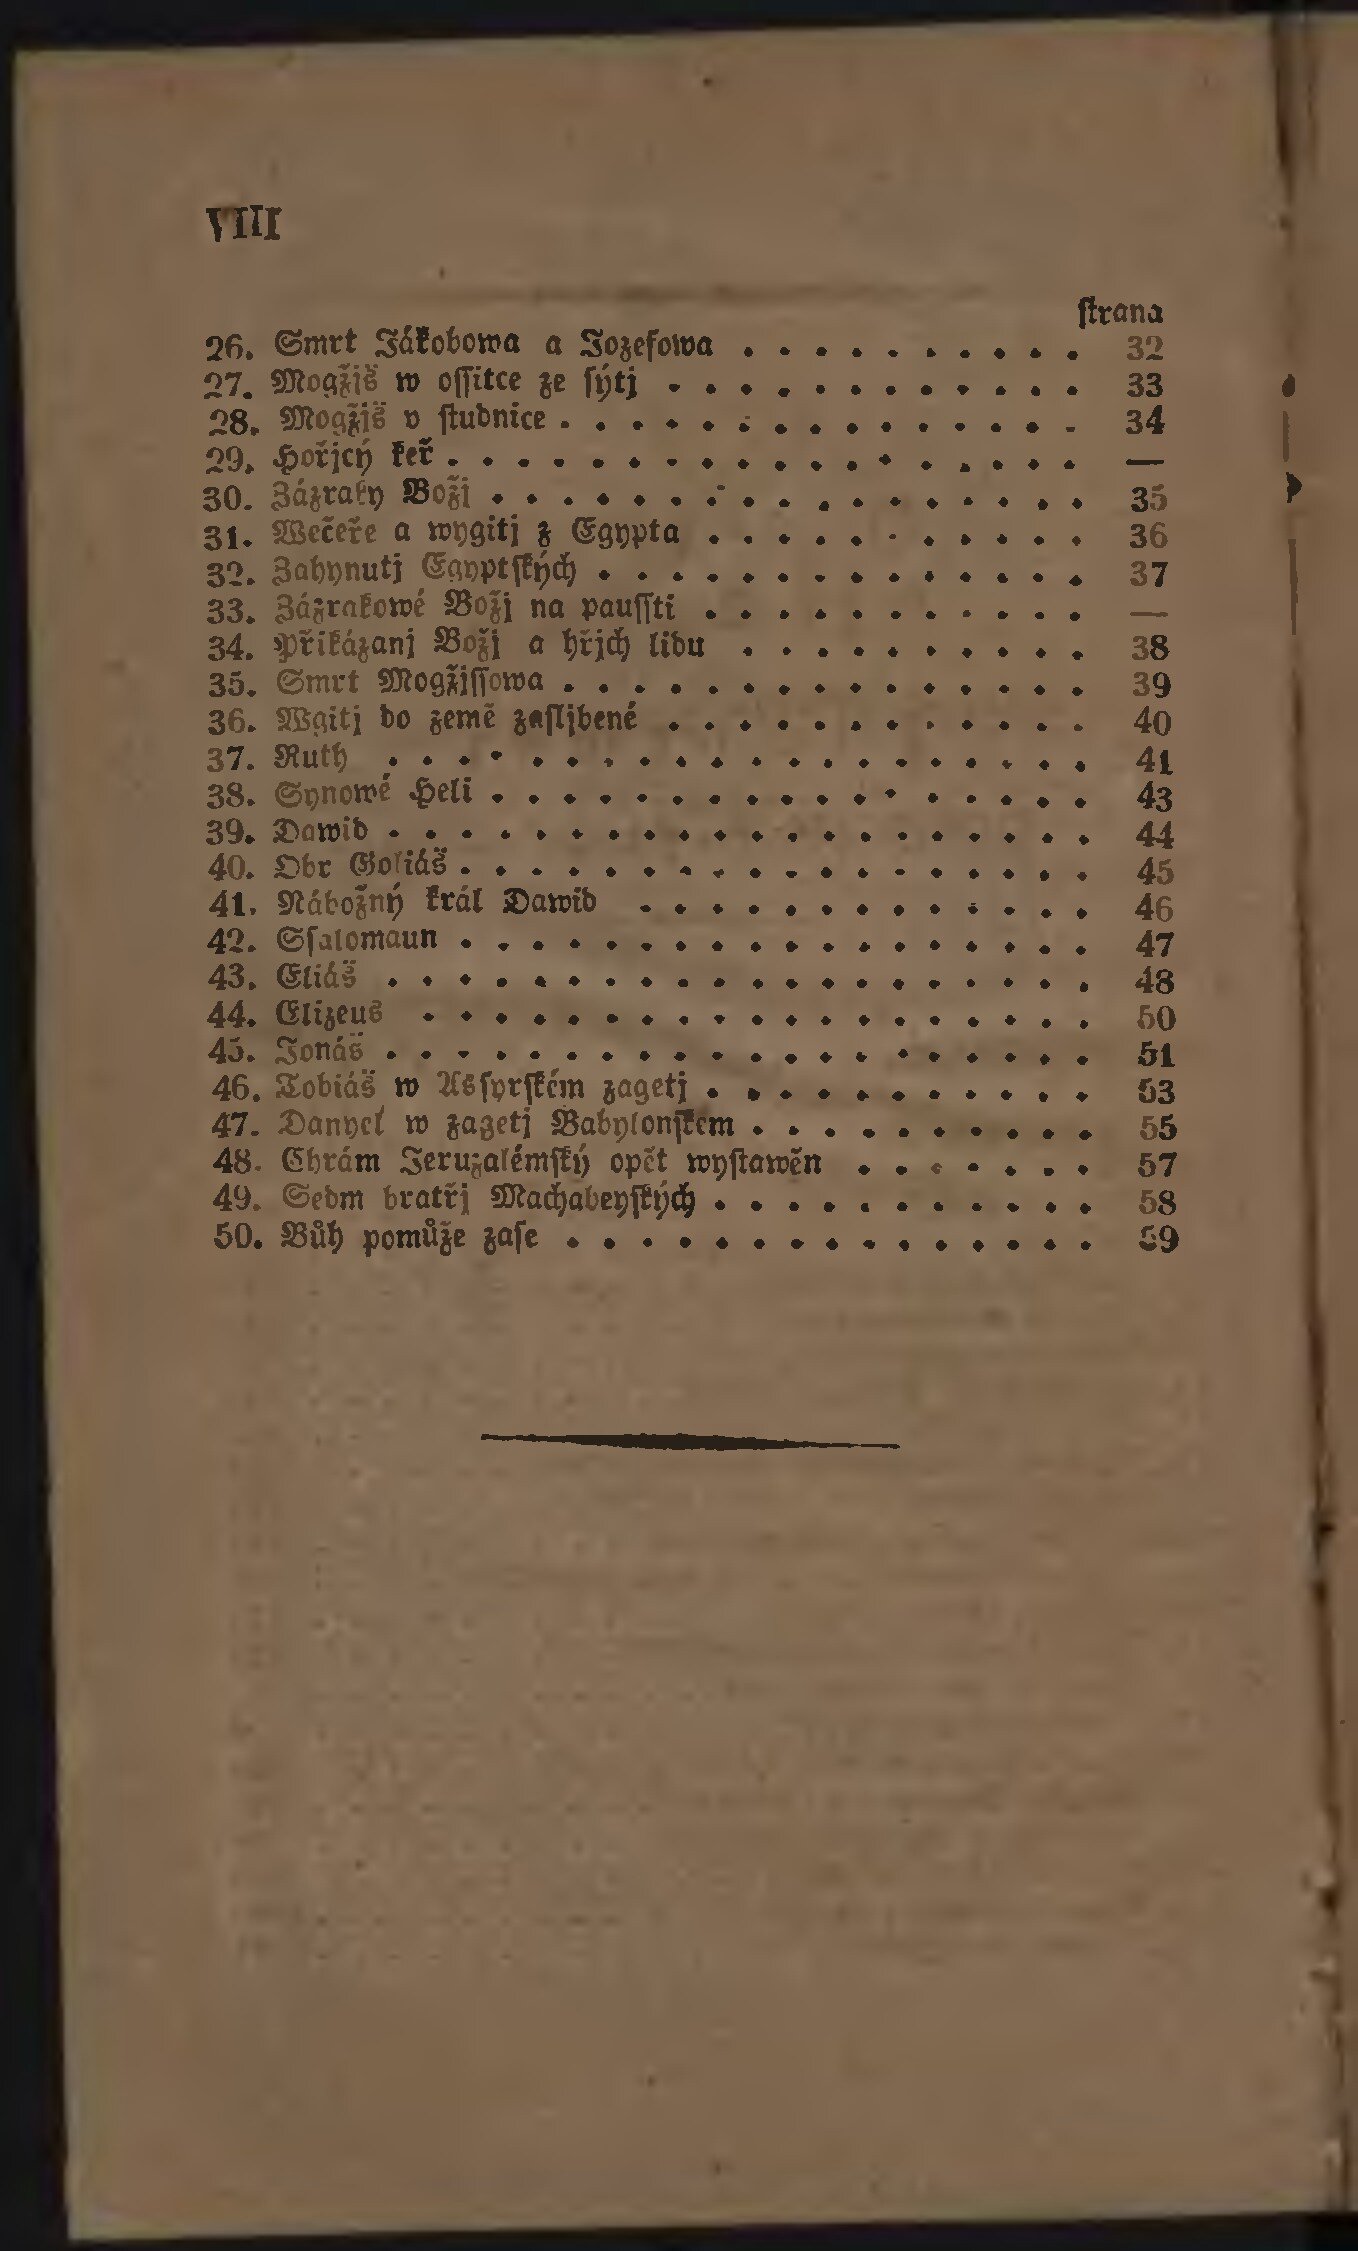 VIII
ſtrana
26. Smrt Jákobowa a Jozefowa . . . . . . . . . . 32
27. Mogžjš w oſſitce ze ſýtj . . . . . . . . . . . . 33
28. Mogžjš v ſtudnice . . . . . . . . . . . . . . . 34
29. Hořjcý keř . . . . . . . . . . . . . . . . . . —
30. Zázraky Božj . . . . . . . . . . . . . . . . . 35
31. Wečeře a wygitj z Egypta . . . . . . . . . . . 36
32. Zahynutj Egyptſkých . . . . . . . . . . . . . . 37
33. Zázrakowé Božj na pauſſti . . . . . . . . . . . —
34. Přikázanj Božj a hřjch lidu . . . . . . . . . . 38
35. Smrt Mogžjſſowa . . . . . . . . . . . . . . . 39
36. Wgitj do země zaſljbené . . . . . . . . . . . . 40
37. Ruth . . . . . . . . . . . . . . . . . . . . 41
38. Synowé Heli . . . . . . . . . . . . . . . . . 43
39. Dawid . . . . . . . . . . . . . . . . . . . . 44
40. Obr Goliáš . . . . . . . . . . . . . . . . . . 45
41. Nábožný král Dawid . . . . . . . . . . . . . 46
42. Sſalomaun . . . . . . . . . . . . . . . . . . 47
43. Eliáš . . . . . . . . . . . . . . . . . . . . 48
44. Elizeus . . . . . . . . . . . . . . . . . . . 50
45. Jonáš . . . . . . . . . . . . . . . . . . . . 51
46. Tobiáš w Asſyrſkém zagetj . . . . . . . . . . . 53
47. Danyel w zagetj Babylonſkem . . . . . . . . . . 55
48. Chrám Jeruzalémſký opět wyſtawěn . . . . . . . 57
49. Sedm bratřj Machabeyſkých . . . . . . . . . . . 58
50. Bůh pomůže zaſe . . . . . . . . . . . . . . . 59